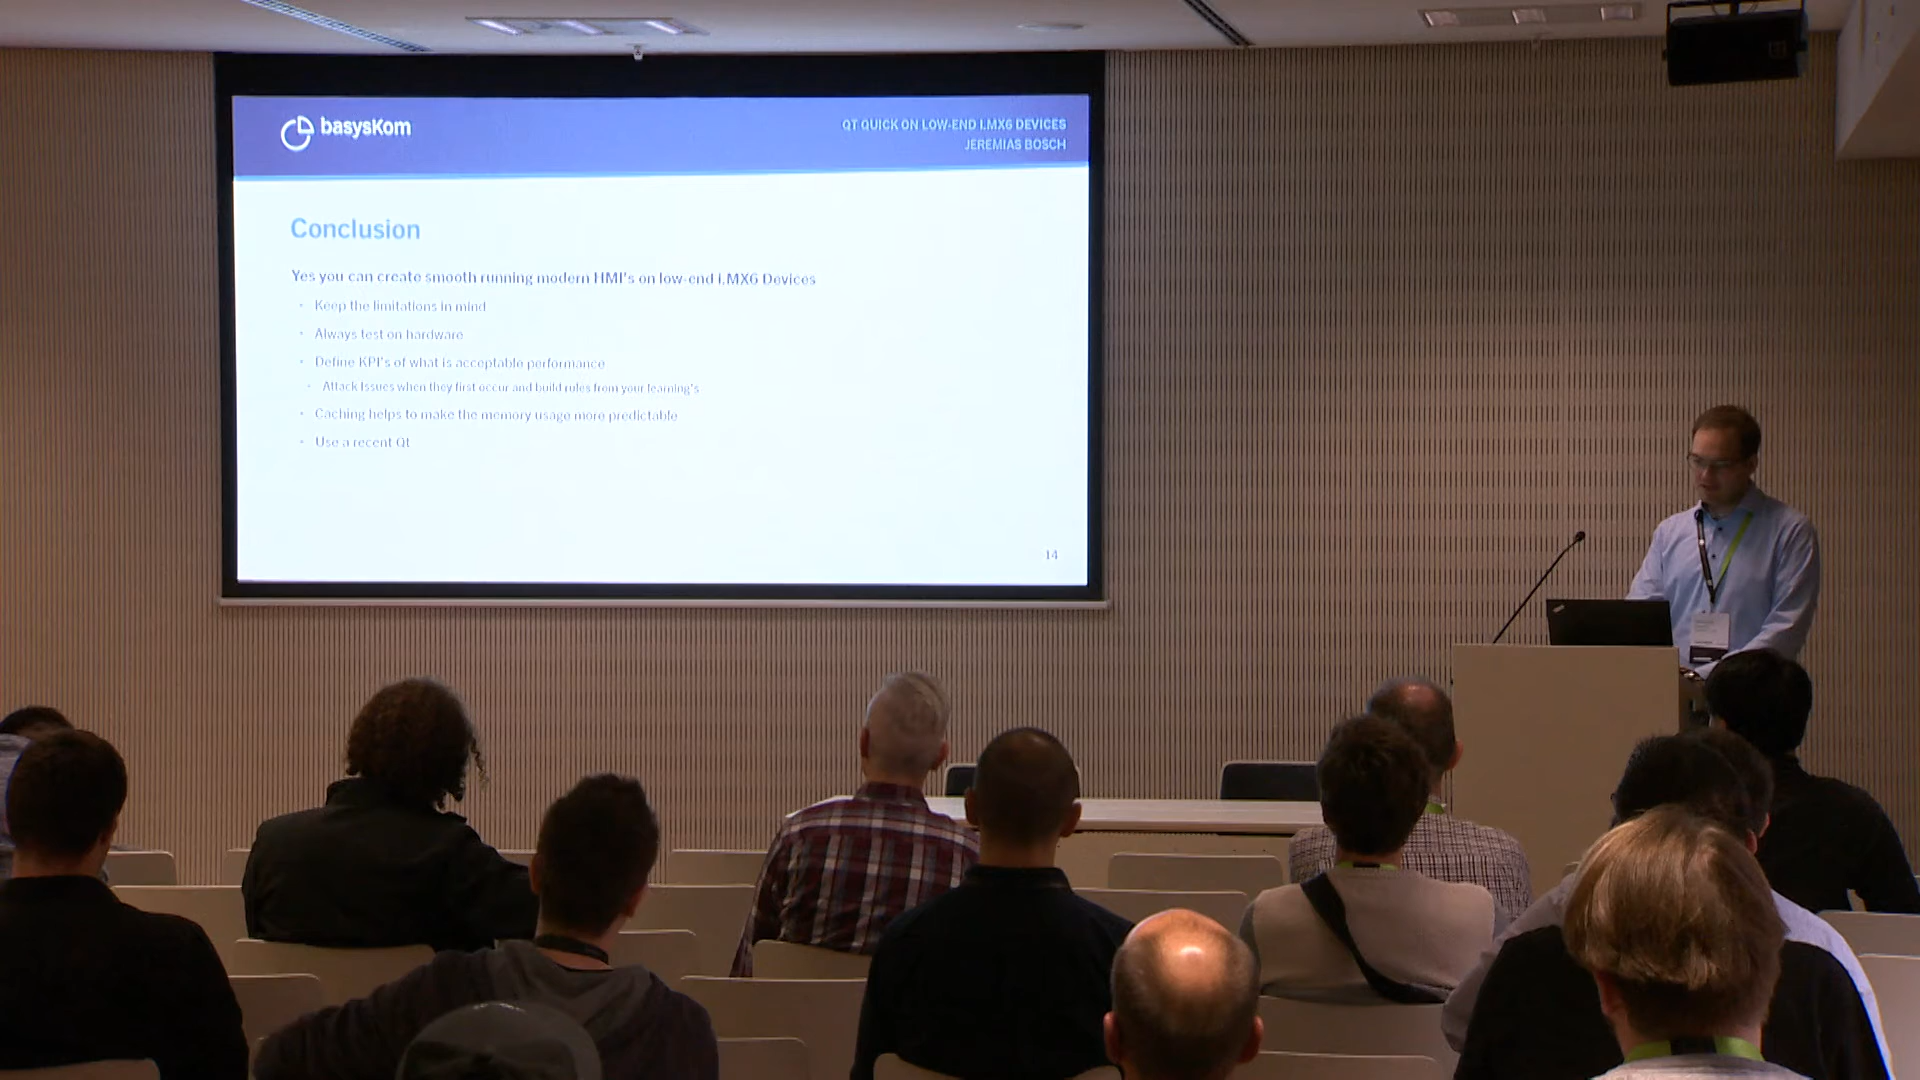 basysKom
QT QUICK ON LOW-END I.MX6 DEVICES
JEREMIAS BOSCH
Conclusion
Yes you can create smooth running modern HMI's on low-end i.MX6 Devices
• Keep the limitations in mind
• Always test on hardware
• Define KPI's of what is acceptable performance
• Attack Issues when they first occur and build rules from your learning's
• Caching helps to make the memory usage more predictable
• Use a recent Qt
14